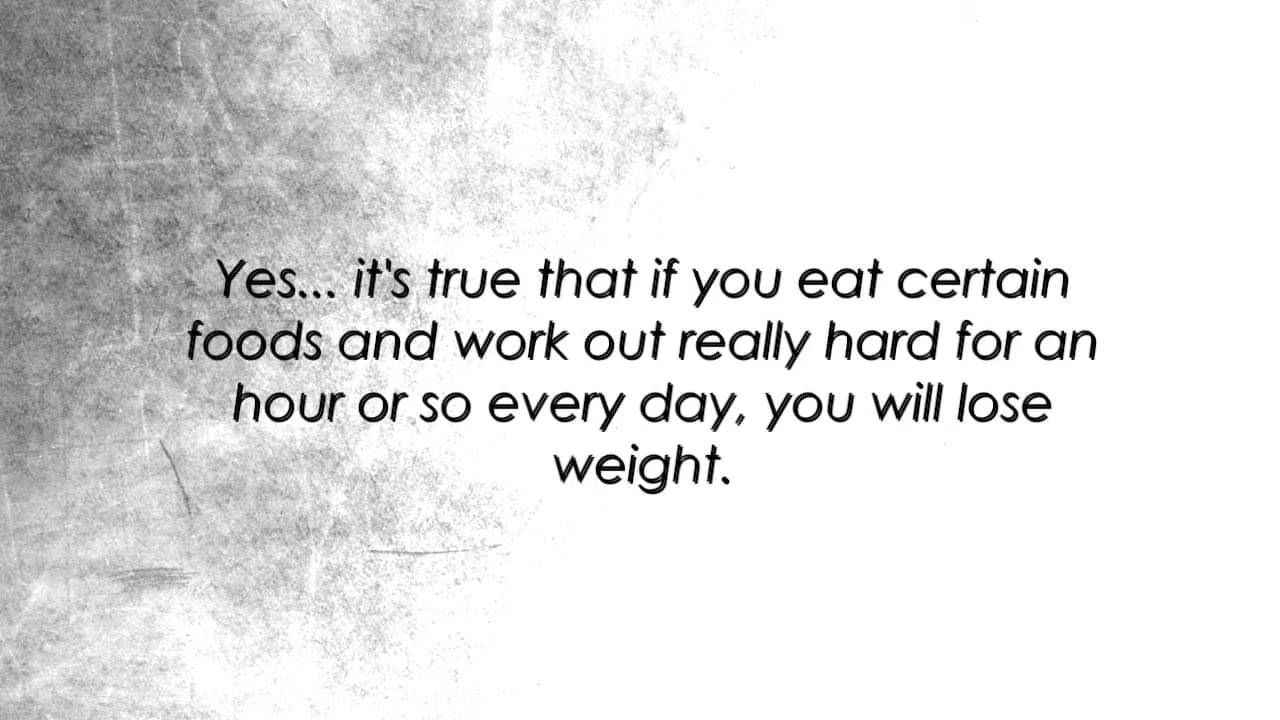 Yes... it's true that if you eat certain
foods and work out really hard for an
hour or so every day, you will lose
weight.